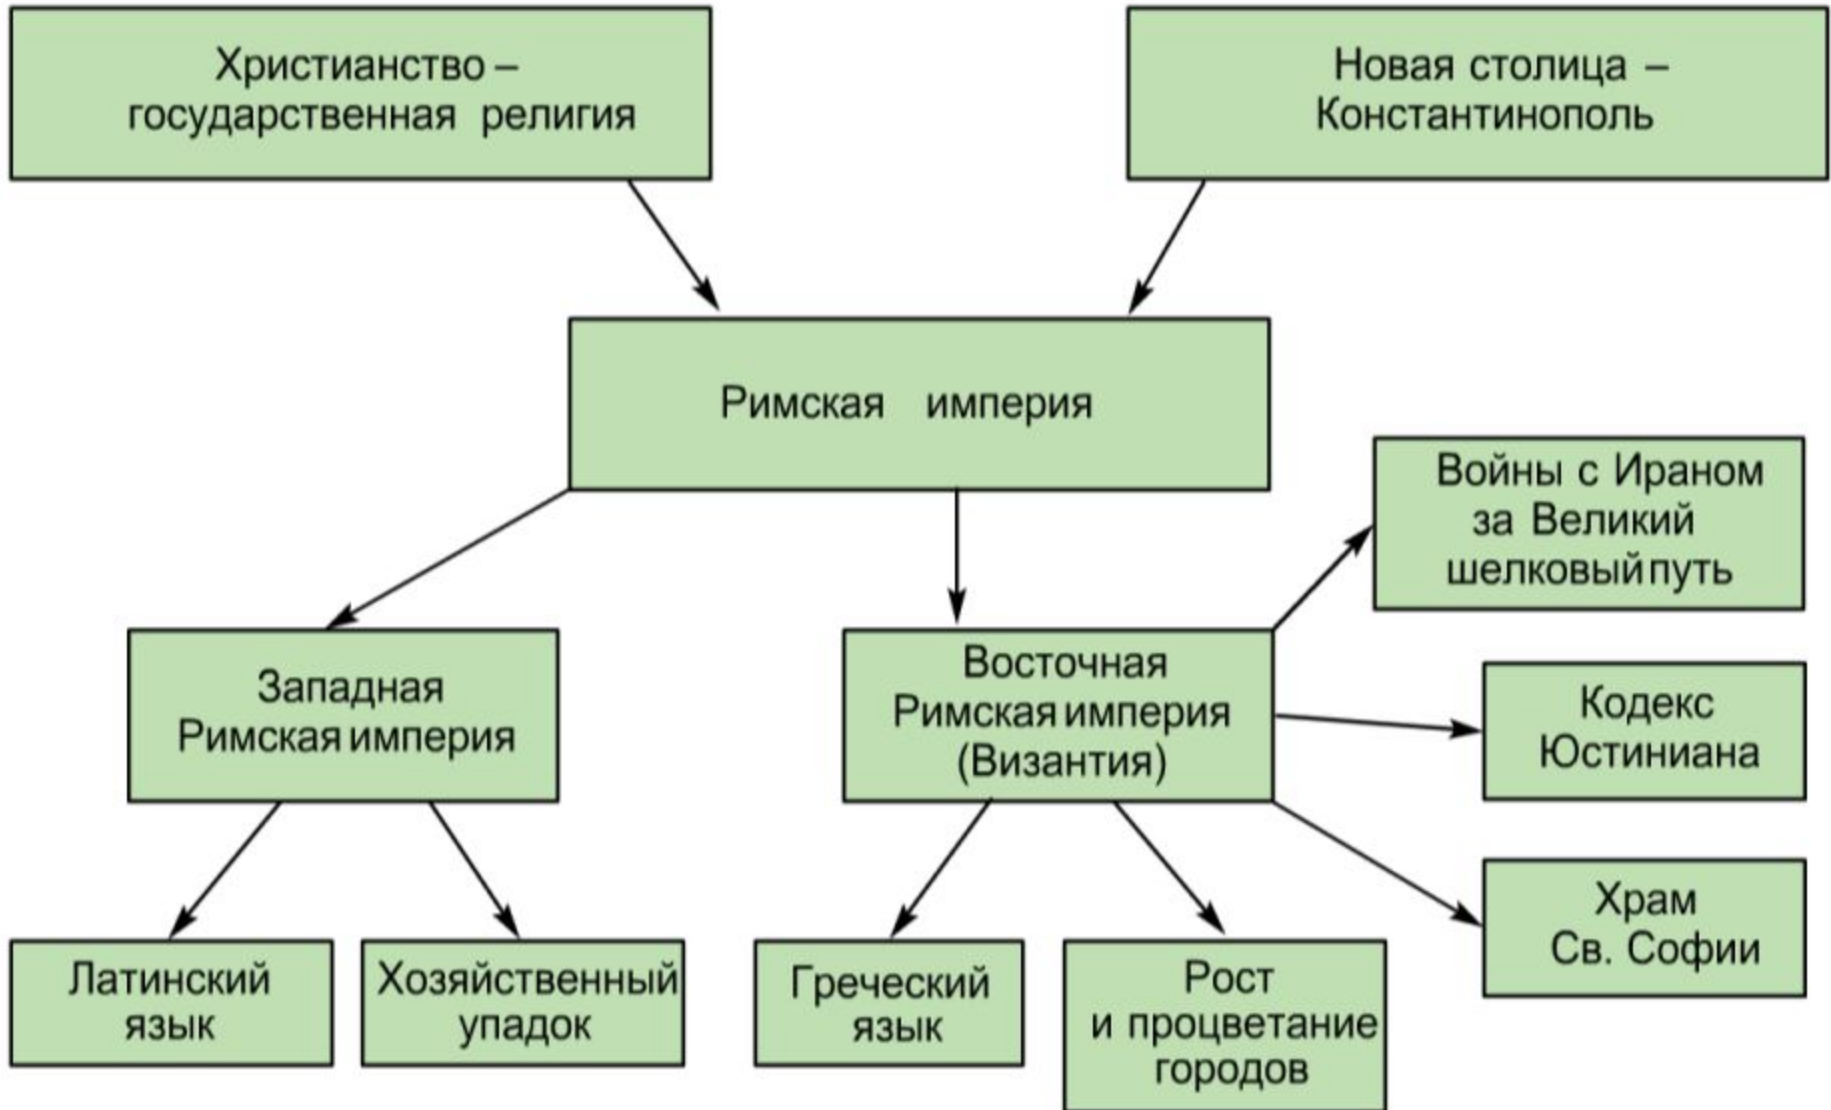 Христианство –
государственная религия
Новая столица –
Константинополь
Римская империя
Войны с Ираном
за Великий
шелковый путь
Западная
Римская империя
Восточная
Римская империя
(Византия)
Кодекс
Юстиниана
Храм
Св. Софии
Латинский
язык
Хозяйственный
упадок
Греческий
язык
Рост
и процветание
городов